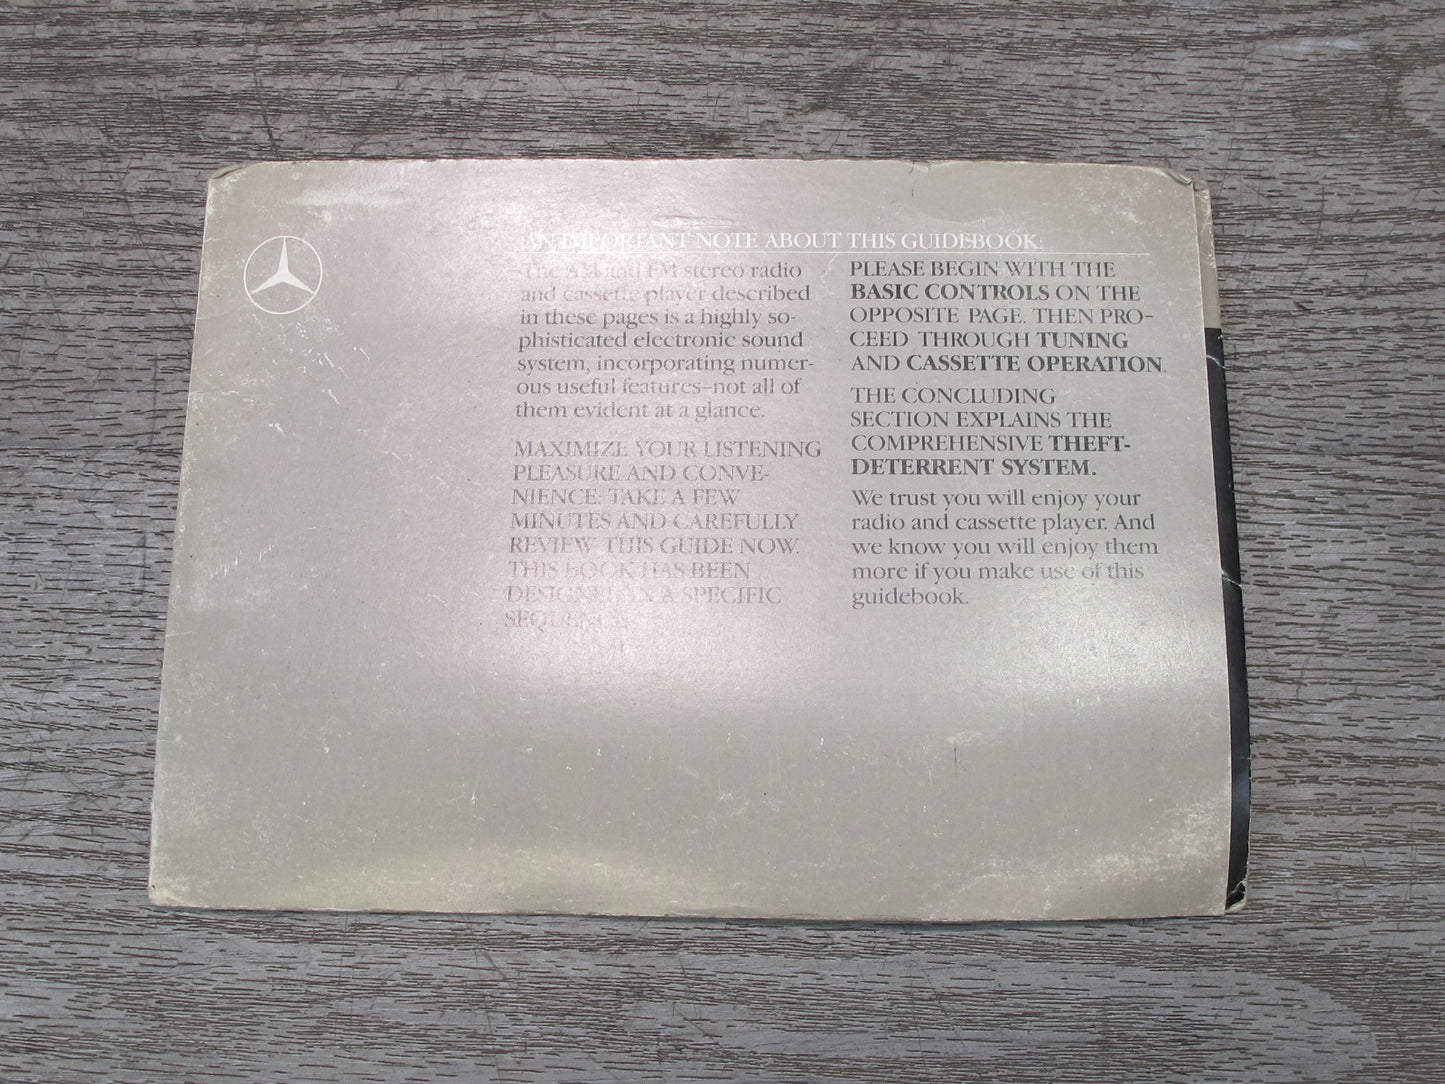 AN IMPORTANT NOTE ABOUT THIS GUIDEBOOK:
The AM and FM stereo radio
and cassette player described
in these pages is a highly so-
phisticated electronic sound
system, incorporating numer-
ous useful features–not all of
them evident at a glance.
MAXIMIZE YOUR LISTENING
PLEASURE AND CONVE-
NIENCE: TAKE A FEW
MINUTES AND CAREFULLY
REVIEW THIS GUIDE NOW.
THIS BOOK HAS BEEN
DESIGNED IN A SPECIFIC
SEQUENCE.
PLEASE BEGIN WITH THE
BASIC CONTROLS ON THE
OPPOSITE PAGE. THEN PRO-
CEED THROUGH TUNING
AND CASSETTE OPERATION.
THE CONCLUDING
SECTION EXPLAINS THE
COMPREHENSIVE THEFT-
DETERRENT SYSTEM.
We trust you will enjoy your
radio and cassette player. And
we know you will enjoy them
more if you make use of this
guidebook.